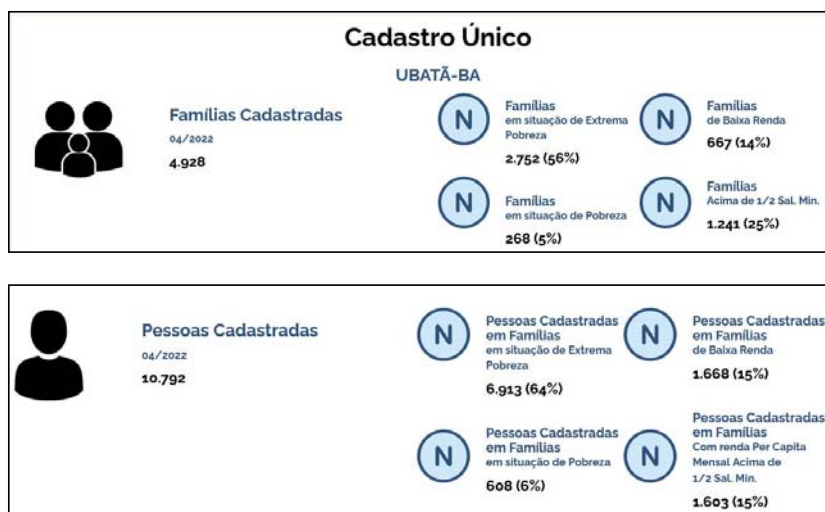 Cadastro Único
UBATÃ-BA
Famílias Cadastradas
04/2022
4.928
N
Famílias
em situação de Extrema
Pobreza
2.752 (56%)
N
Famílias
de Baixa Renda
667 (14%)
N
Famílias
em situação de Pobreza
268 (5%)
N
Famílias
Acima de 1/2 Sal. Min.
1.241 (25%)
Pessoas Cadastradas
04/2022
10.792
N
Pessoas Cadastradas
em Famílias
em situação de Extrema
Pobreza
6.913 (64%)
N
Pessoas Cadastradas
em Famílias
de Baixa Renda
1.668 (15%)
N
Pessoas Cadastradas
em Famílias
em situação de Pobreza
608 (6%)
N
Pessoas Cadastradas
em Famílias
Com renda Per Capita
Mensal Acima de
1/2 Sal. Min.
1.603 (15%)